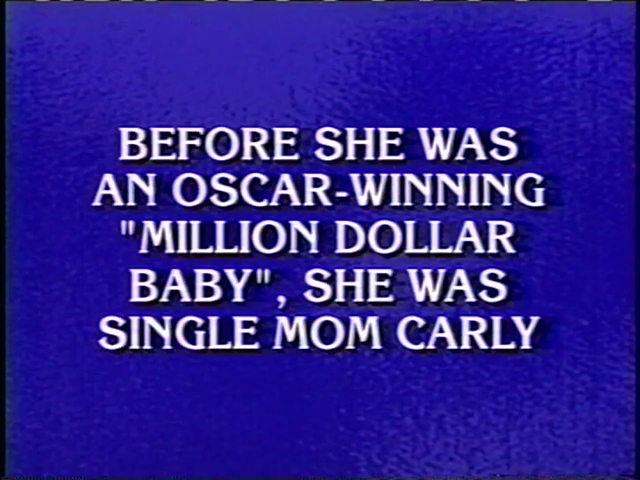 BEFORE SHE WAS
AN OSCAR-WINNING
"MILLION DOLLAR
BABY", SHE WAS
SINGLE MOM CARLY